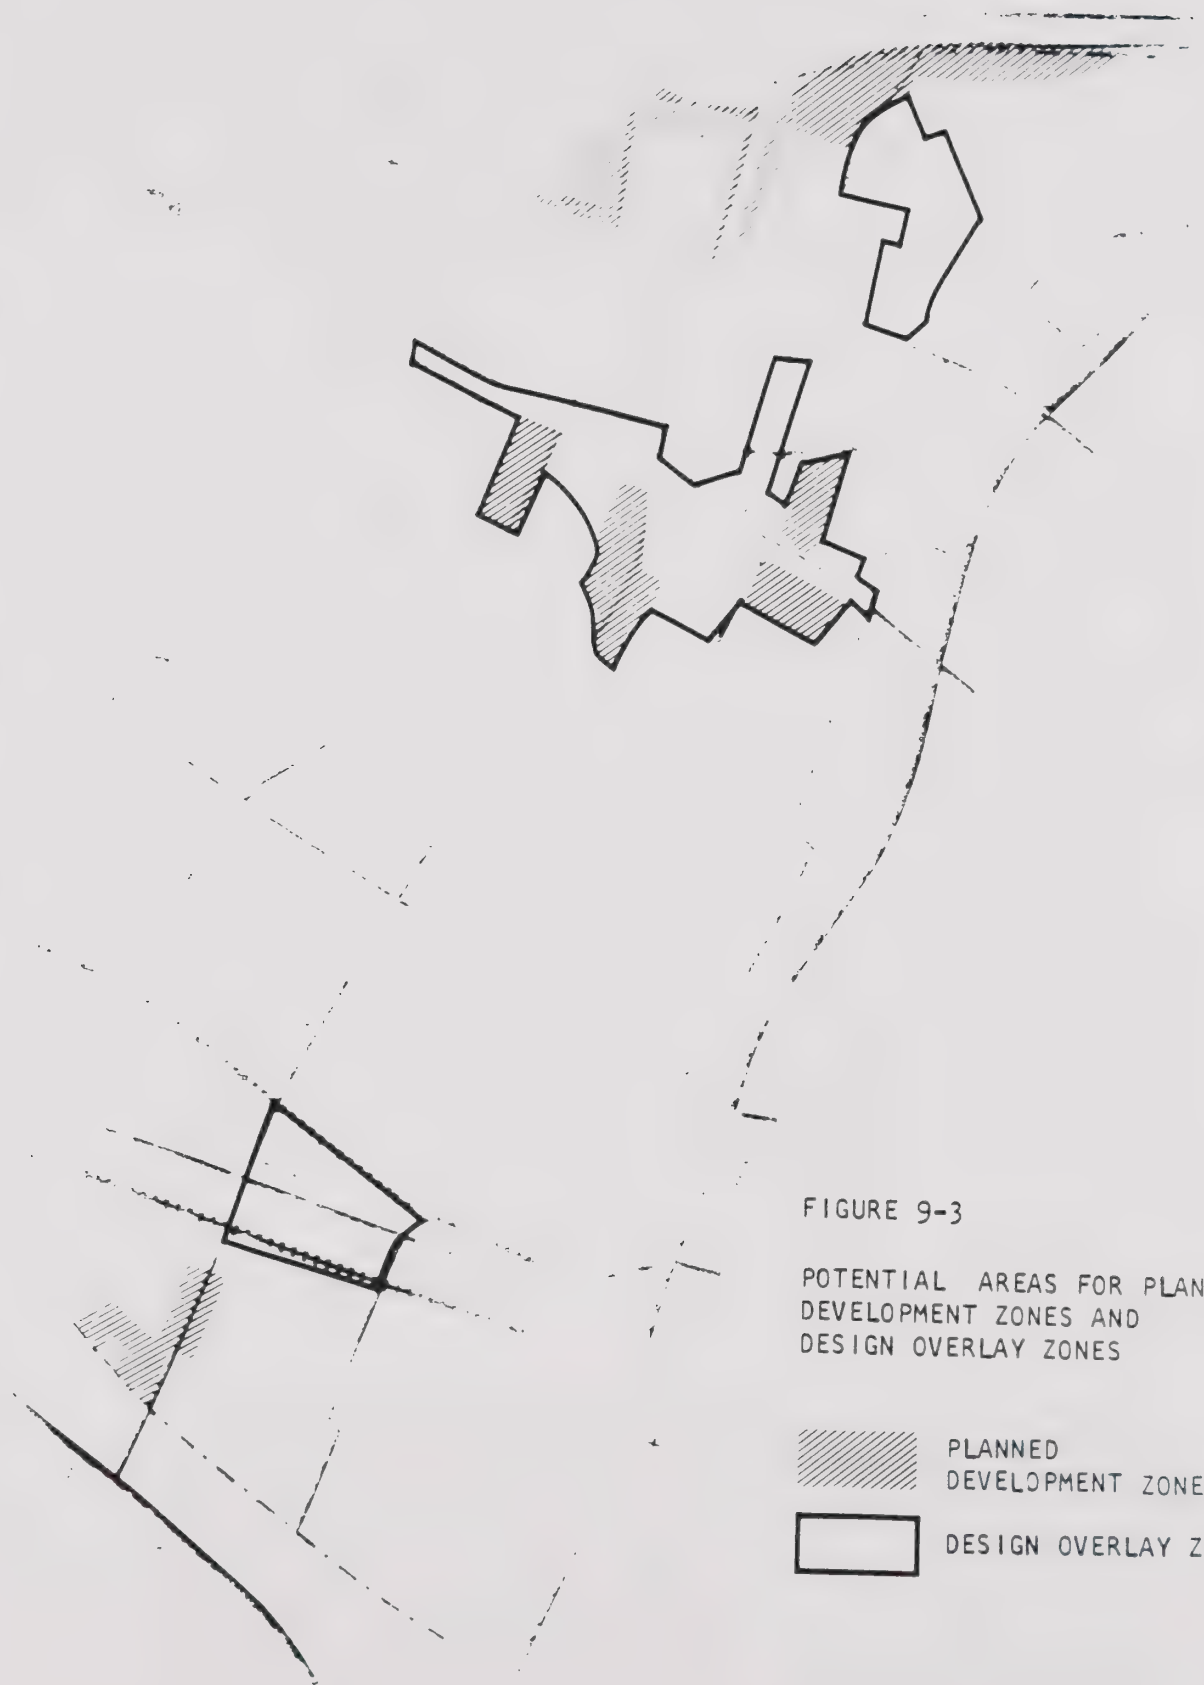 FIGURE 9-3
POTENTIAL AREAS FOR PLAN
DEVELOPMENT ZONES AND
DESIGN OVERLAY ZONES
PLANNED
DEVELOPMENT ZONE
DESIGN OVERLAY Z